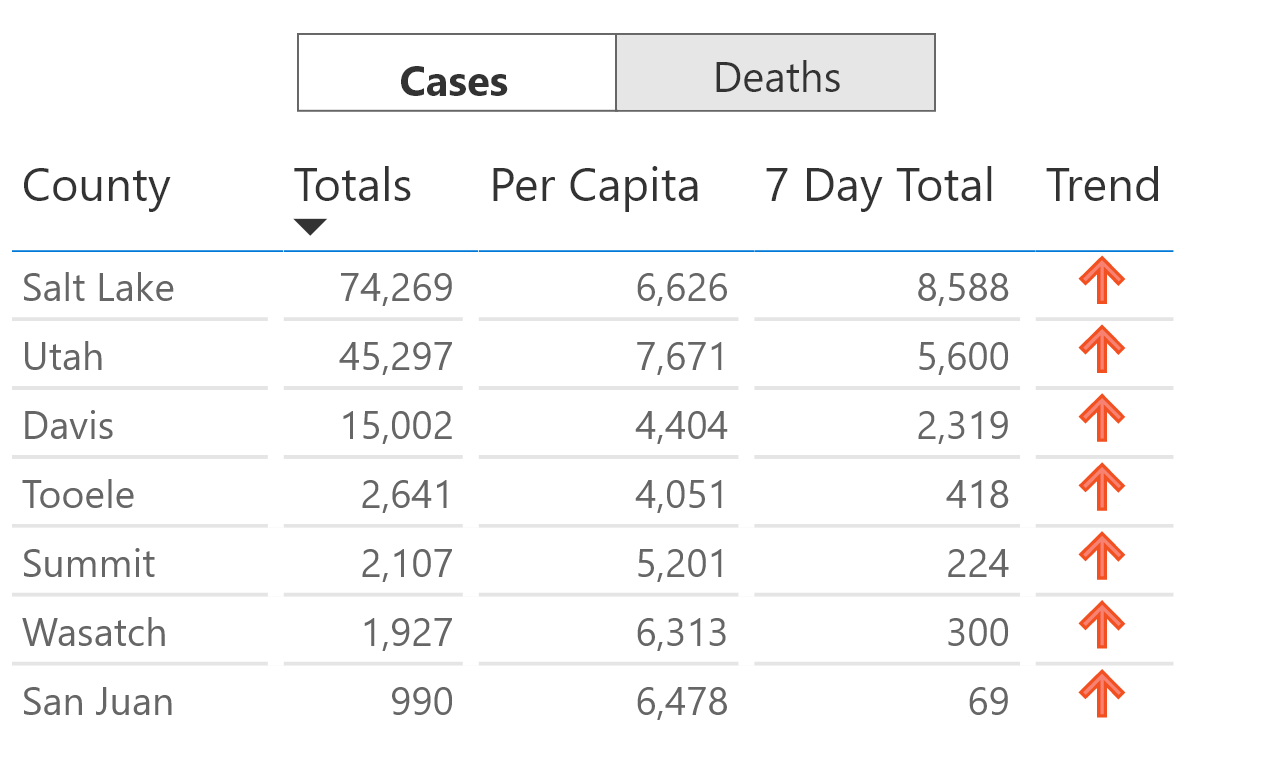 Cases Deaths
County Totals Per Capita 7 Day Total Trend
Salt Lake 74,269 6,626 8,588
Utah 45,297 7,671 5,600
Davis 15,002 4,404 2,319
Tooele 2,641 4,051 418
Summit 2,107 5,201 224
Wasatch 1,927 6,313 300
San Juan 990 6,478 69